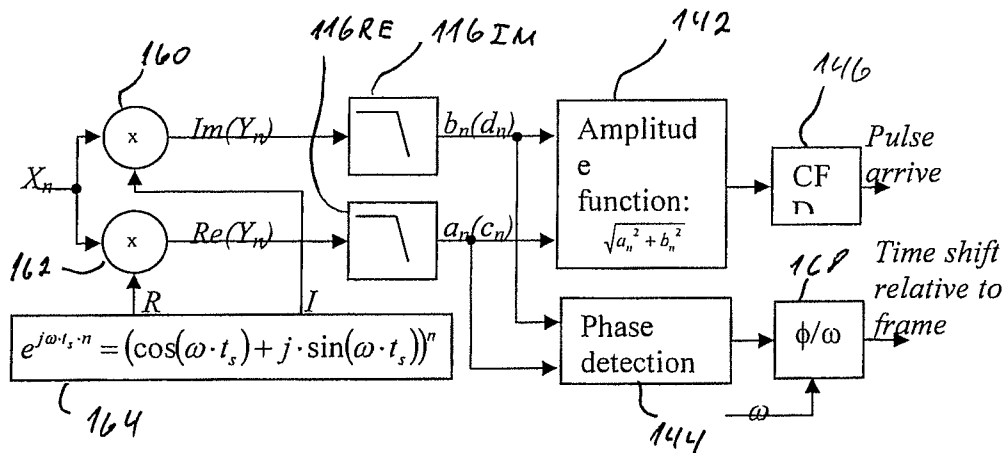 160
116RE
116IM
142
146
x
Im(Yₙ)
bₙ(dₙ)
Amplitud
e
function:
√(aₙ² + bₙ²)
CF
D
Pulse
arrive
Xₙ
x
Re(Yₙ)
aₙ(cₙ)
162
R
I
e^{jω·tₛ·n} = (cos(ω·tₛ) + j·sin(ω·tₛ))ⁿ
164
Phase
detection
144
168
ϕ/ω
ω
Time shift
relative to
frame